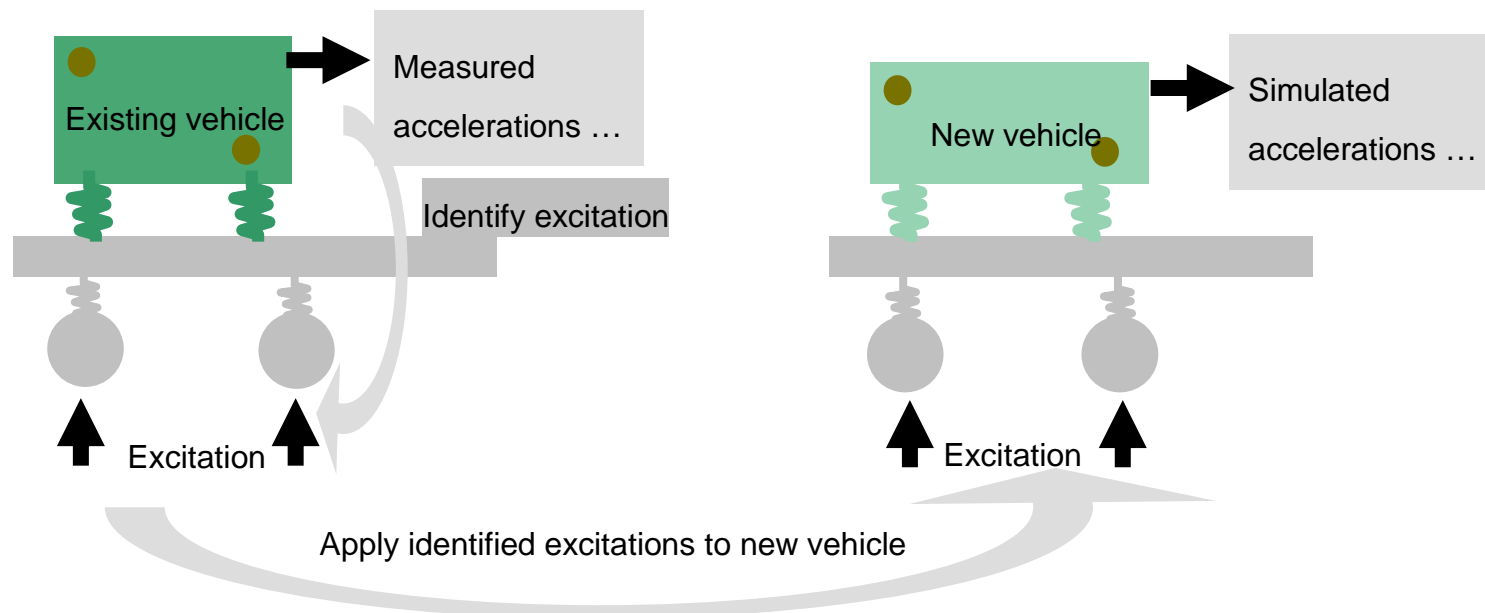 Existing vehicle
Measured
accelerations …
Identify excitation
Excitation
New vehicle
Simulated
accelerations …
Excitation
Apply identified excitations to new vehicle